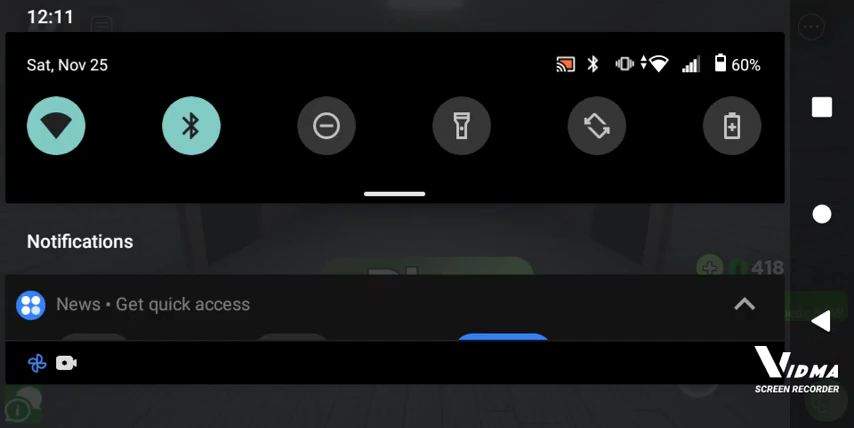 12:11
Sat, Nov 25
60%
Notifications
418
News • Get quick access
VIDMA
SCREEN RECORDER